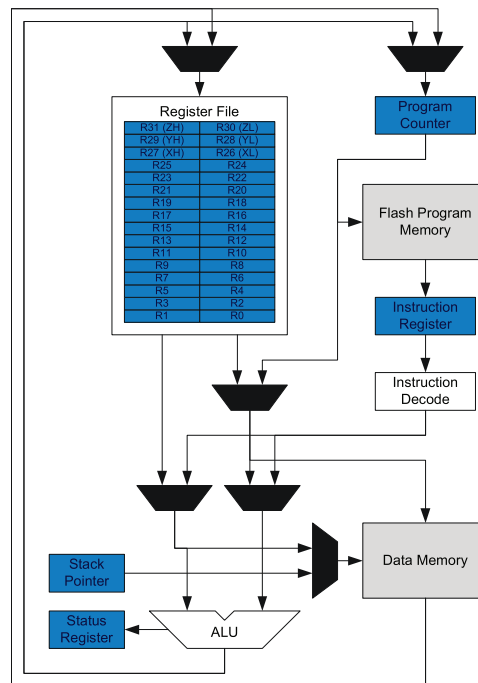 Register File
R31 (ZH) R30 (ZL)
R29 (YH) R28 (YL)
R27 (XH) R26 (XL)
R25 R24
R23 R22
R21 R20
R19 R18
R17 R16
R15 R14
R13 R12
R11 R10
R9 R8
R7 R6
R5 R4
R3 R2
R1 R0
Program
Counter
Flash Program
Memory
Instruction
Register
Instruction
Decode
Data Memory
Stack
Pointer
Status
Register
ALU